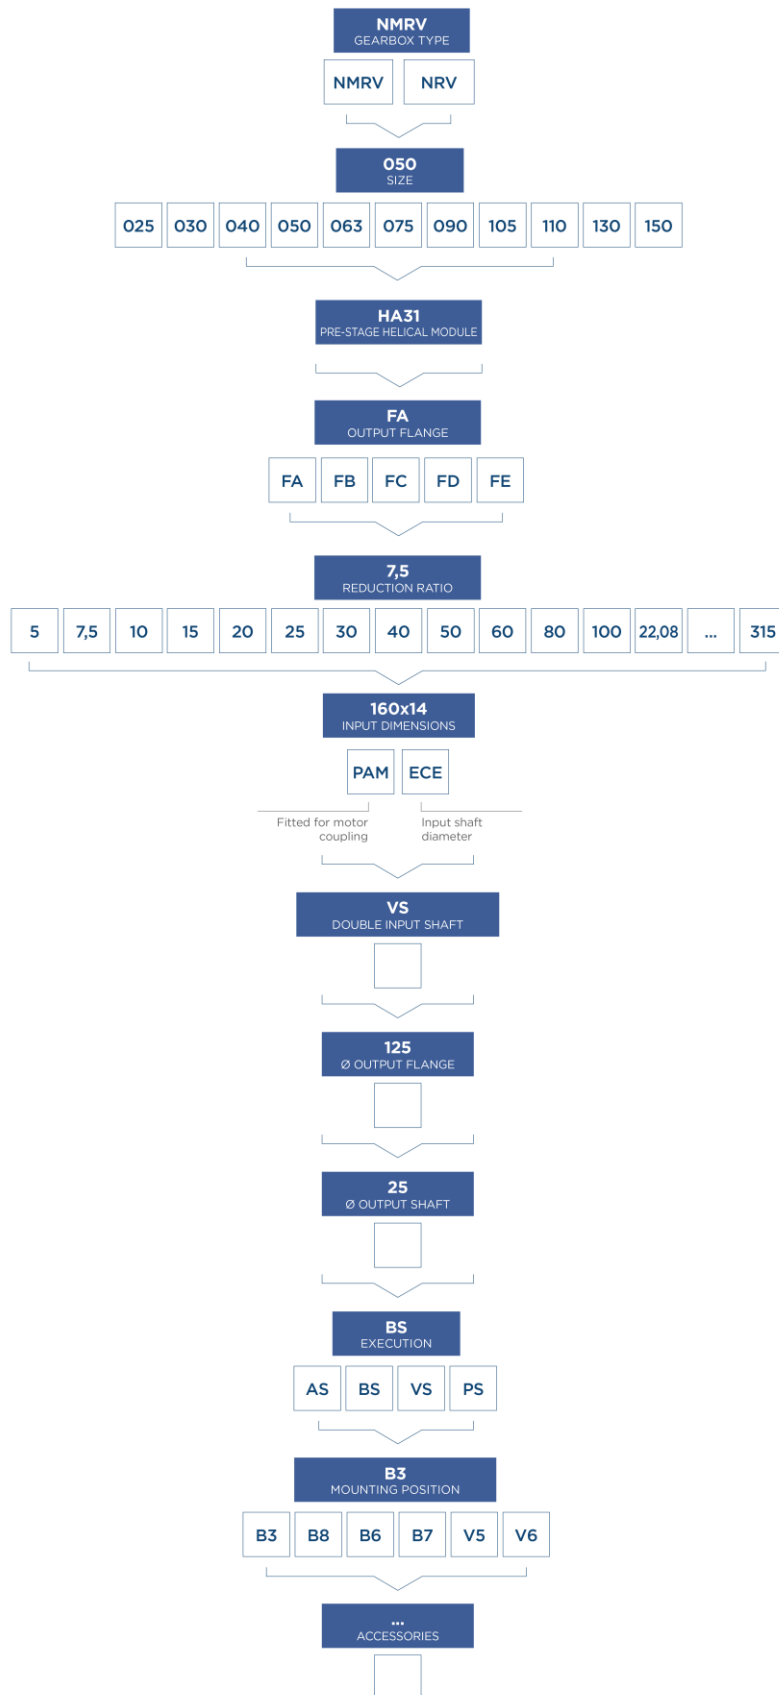 NMRV
GEARBOX TYPE
NMRV NRV
050
SIZE
025 030 040 050 063 075 090 105 110 130 150
HA31
PRE-STAGE HELICAL MODULE
FA
OUTPUT FLANGE
FA FB FC FD FE
7,5
REDUCTION RATIO
5 7,5 10 15 20 25 30 40 50 60 80 100 22,08 ... 315
160x14
INPUT DIMENSIONS
PAM ECE
Fitted for motor
coupling
Input shaft
diameter
VS
DOUBLE INPUT SHAFT
125
Ø OUTPUT FLANGE
25
Ø OUTPUT SHAFT
BS
EXECUTION
AS BS VS PS
B3
MOUNTING POSITION
B3 B8 B6 B7 V5 V6
...
ACCESSORIES